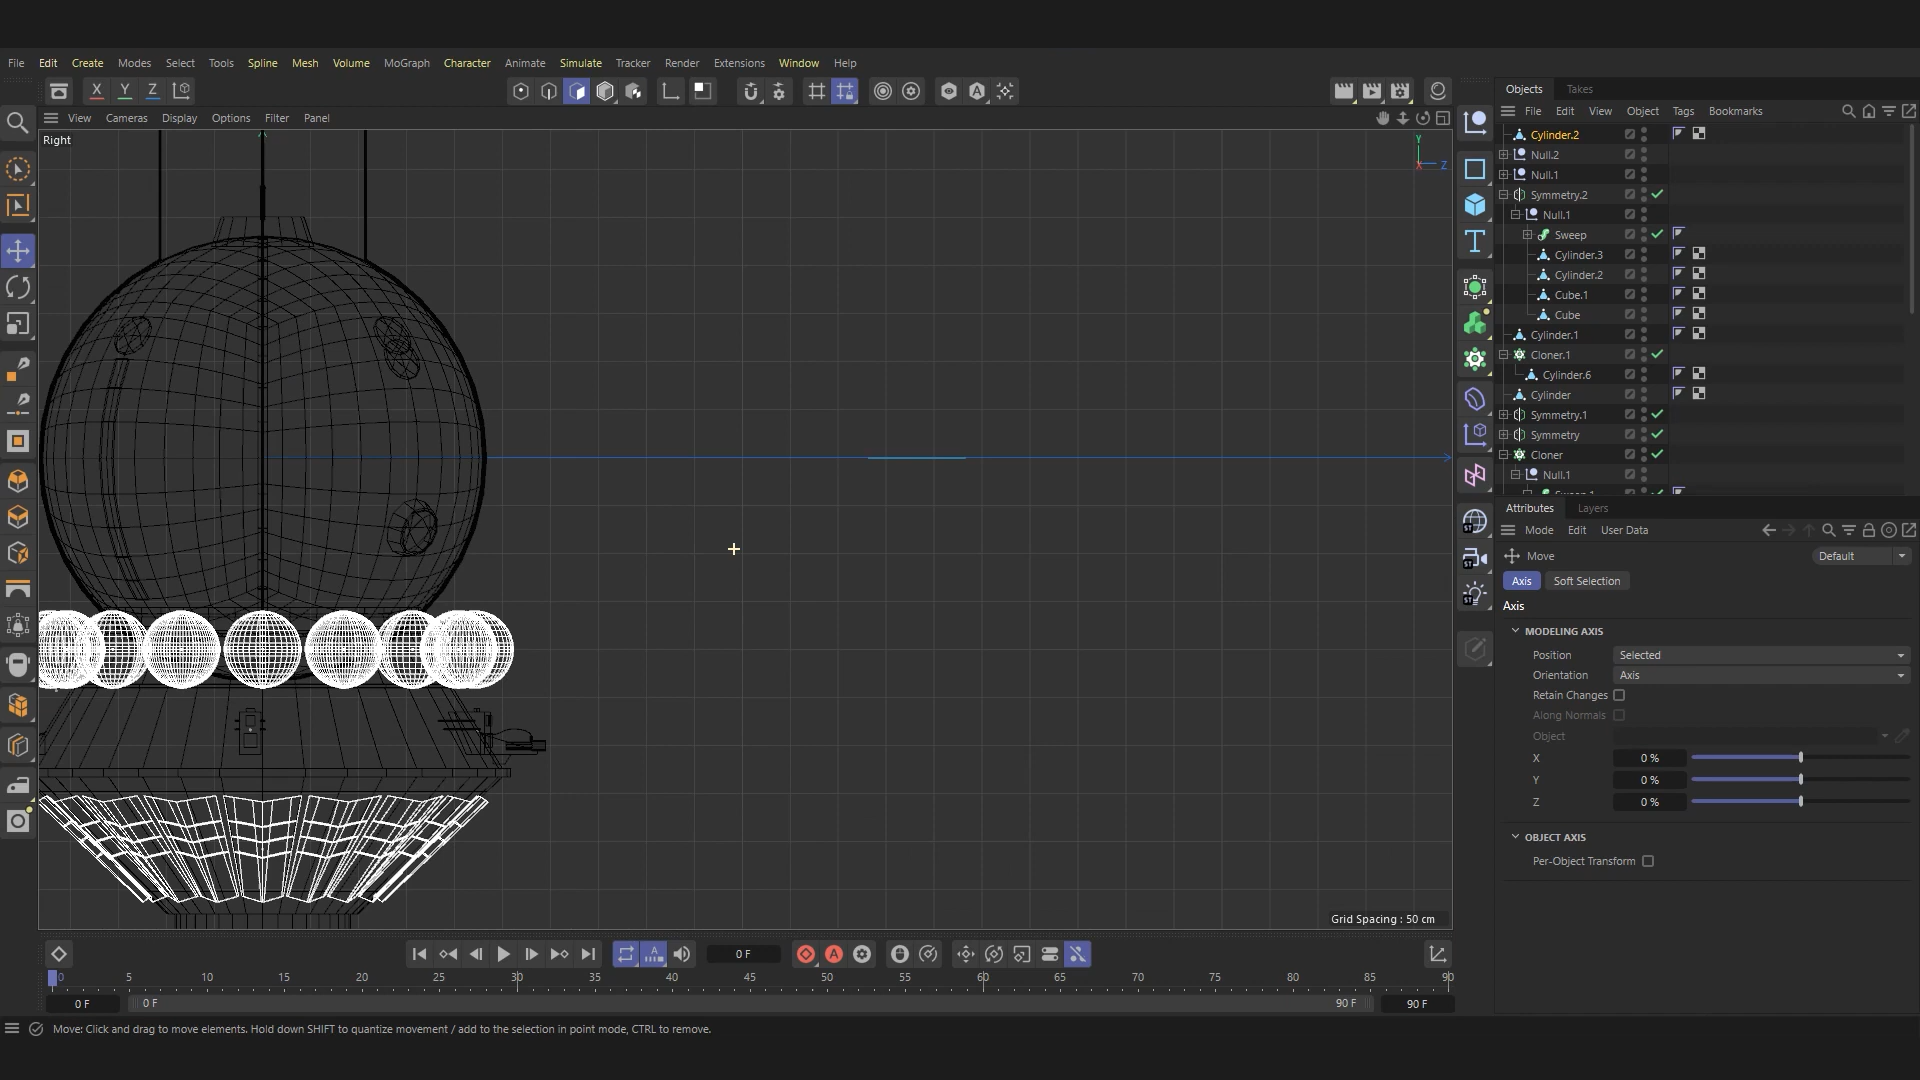 File Edit Create Modes Select Tools Spline Mesh Volume MoGraph Character Animate Simulate Tracker Render Extensions Window Help
X Y Z
View Cameras Display Options Filter Panel
Right
Y
X Z
Grid Spacing : 50 cm
Objects Takes
File Edit View Object Tags Bookmarks
Cylinder.2
Null.2
Null.1
Symmetry.2
Null.1
Sweep
Cylinder.3
Cylinder.2
Cube.1
Cube
Cylinder.1
Cloner.1
Cylinder.6
Cylinder
Symmetry.1
Symmetry
Cloner
Null.1
Sweep.1
Attributes Layers
Mode Edit User Data
Move Default
Axis Soft Selection
Axis
MODELING AXIS
Position Selected
Orientation Axis
Retain Changes
Along Normals
Object
X 0 %
Y 0 %
Z 0 %
OBJECT AXIS
Per-Object Transform
0 F
0 5 10 15 20 25 30 35 40 45 50 55 60 65 70 75 80 85 90
0 F 0 F 90 F 90 F
Move: Click and drag to move elements. Hold down SHIFT to quantize movement / add to the selection in point mode, CTRL to remove.